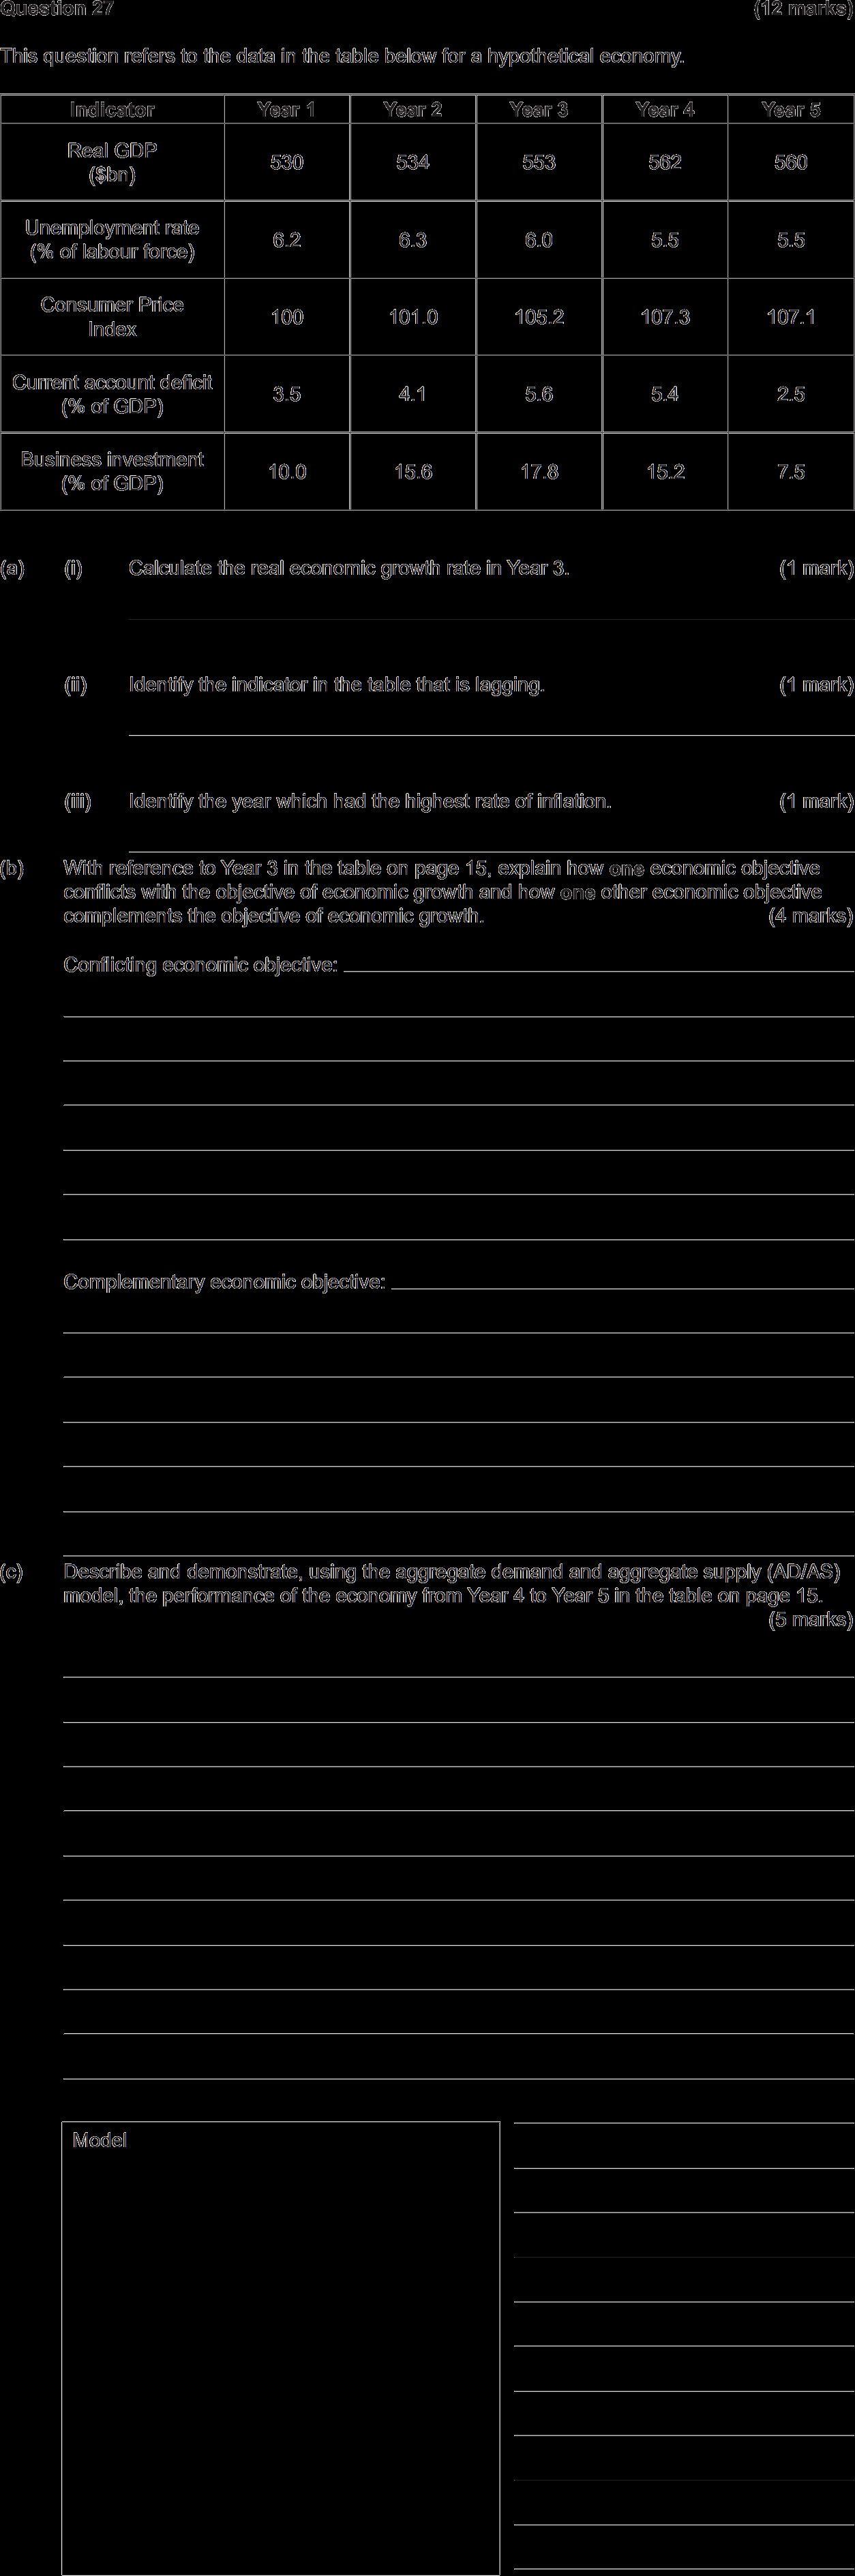 Question 27 (12 marks)
This question refers to the data in the table below for a hypothetical economy.
Indicator Year 1 Year 2 Year 3 Year 4 Year 5
Real GDP
($bn) 530 534 553 562 560
Unemployment rate
(% of labour force) 6.2 6.3 6.0 5.5 5.5
Consumer Price
Index 100 101.0 105.2 107.3 107.1
Current account deficit
(% of GDP) 3.5 4.1 5.6 5.4 2.5
Business investment
(% of GDP) 10.0 15.6 17.8 15.2 7.5
(a) (i) Calculate the real economic growth rate in Year 3. (1 mark)
(ii) Identify the indicator in the table that is lagging. (1 mark)
(iii) Identify the year which had the highest rate of inflation. (1 mark)
(b) With reference to Year 3 in the table on page 15, explain how one economic objective
conflicts with the objective of economic growth and how one other economic objective
complements the objective of economic growth. (4 marks)
Conflicting economic objective:
Complementary economic objective:
(c) Describe and demonstrate, using the aggregate demand and aggregate supply (AD/AS)
model, the performance of the economy from Year 4 to Year 5 in the table on page 15.
(5 marks)
Model